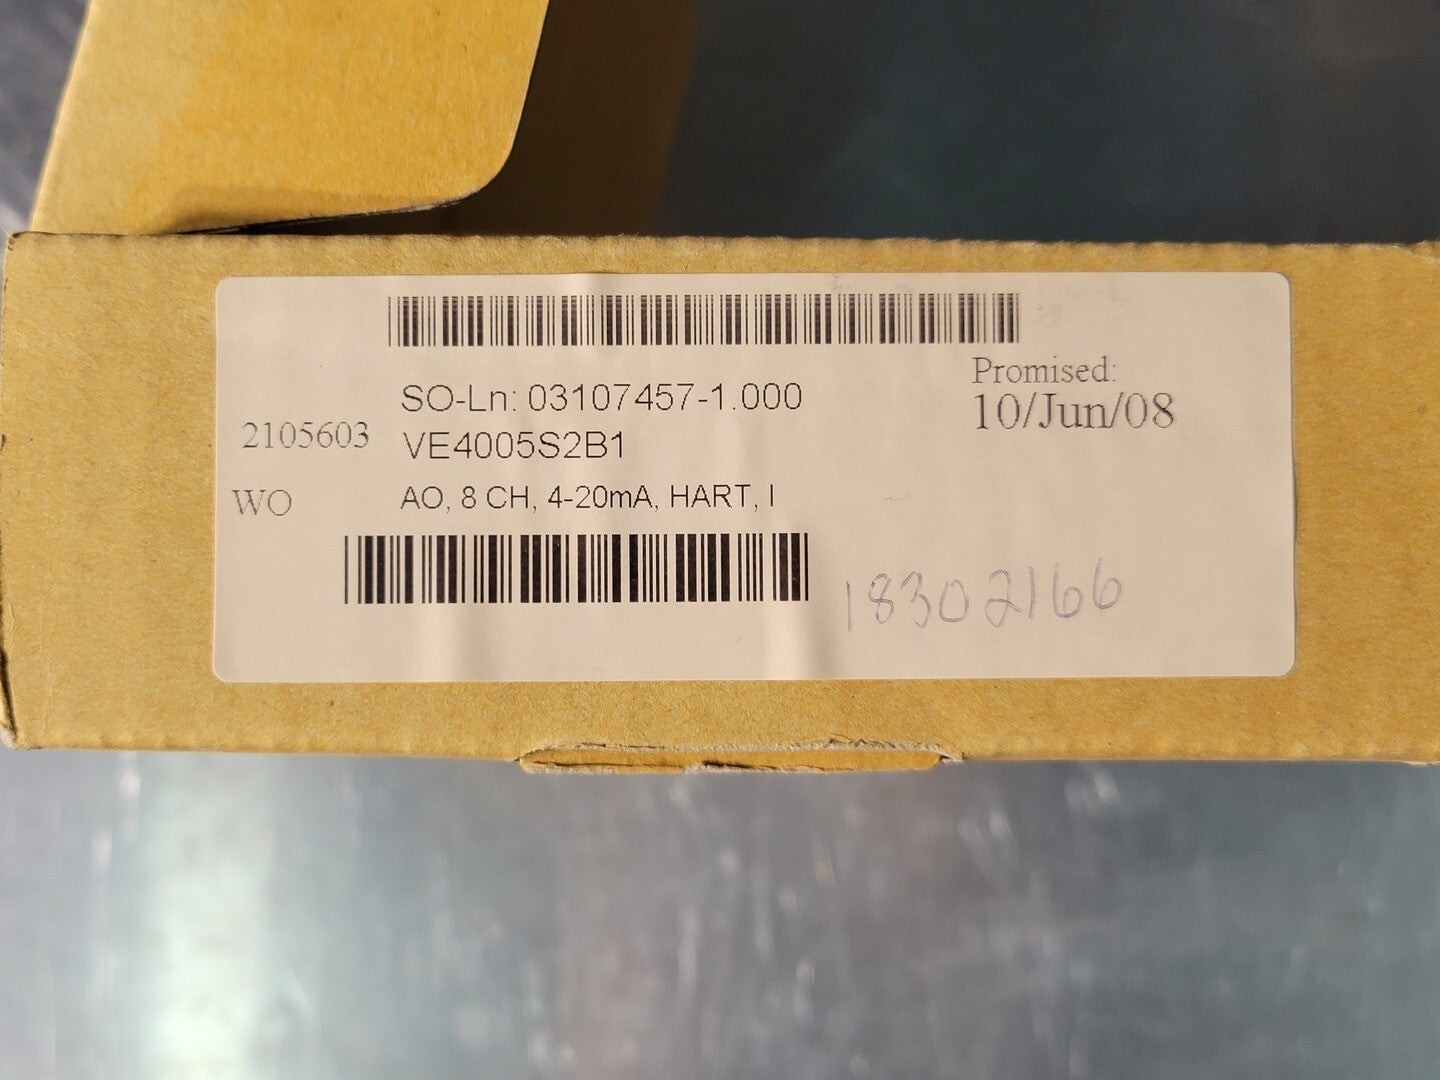 Promised:
SO-Ln: 03107457-1.000
10/Jun/08
2105603
VE4005S2B1
WO
AO, 8 CH, 4-20mA, HART, I
18302166